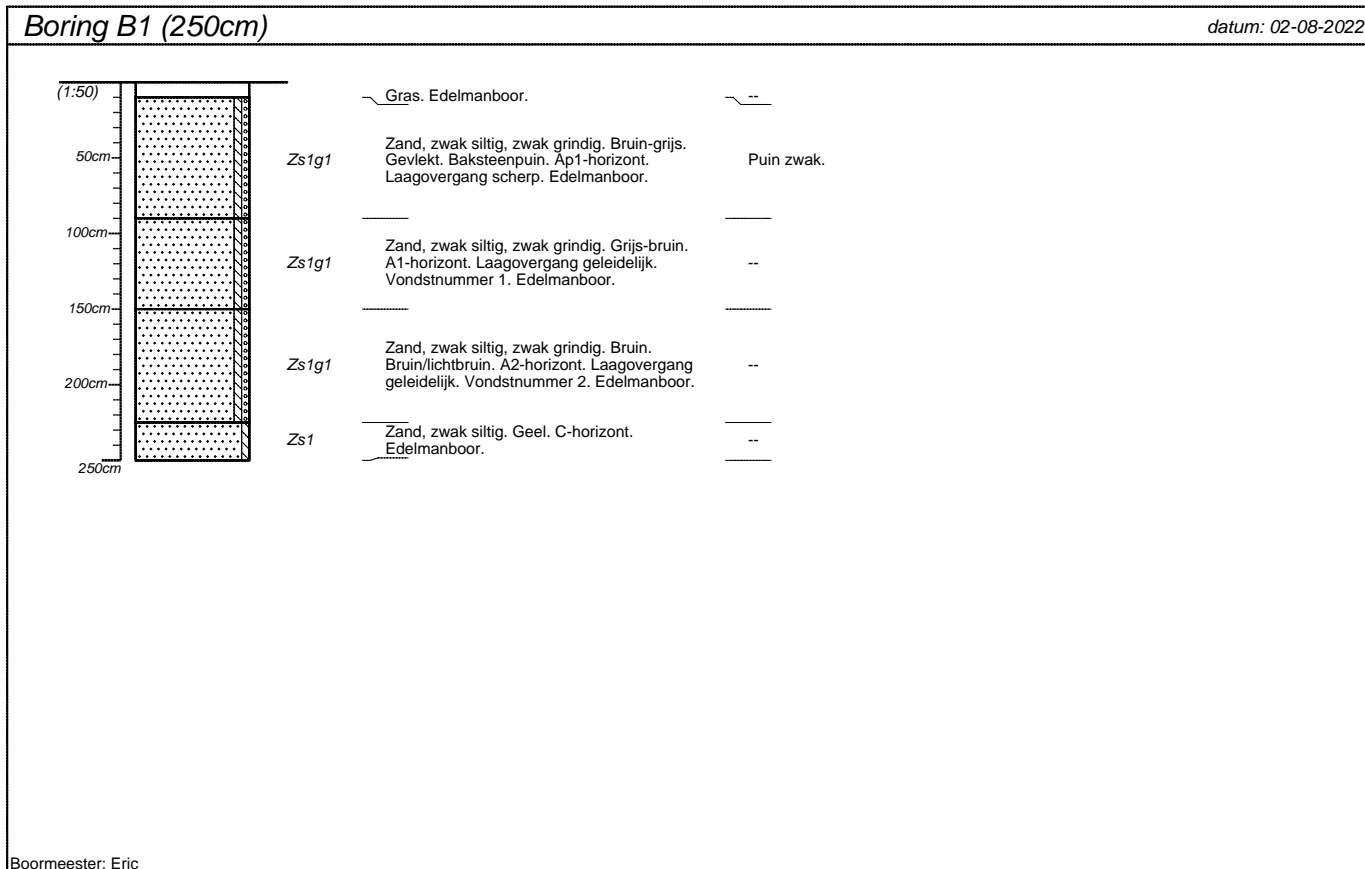 Boring B1 (250cm)
datum: 02-08-2022
(1:50)
Gras. Edelmanboor.
--
50cm
Zs1g1
Zand, zwak siltig, zwak grindig. Bruin-grijs.
Gevlekt. Baksteenpuin. Ap1-horizont.
Laagovergang scherp. Edelmanboor.
Puin zwak.
100cm
Zs1g1
Zand, zwak siltig, zwak grindig. Grijs-bruin.
A1-horizont. Laagovergang geleidelijk.
Vondstnummer 1. Edelmanboor.
--
150cm
Zs1g1
Zand, zwak siltig, zwak grindig. Bruin.
Bruin/lichtbruin. A2-horizont. Laagovergang
geleidelijk. Vondstnummer 2. Edelmanboor.
--
200cm
Zs1
Zand, zwak siltig. Geel. C-horizont.
Edelmanboor.
--
250cm
Boormeester: Eric